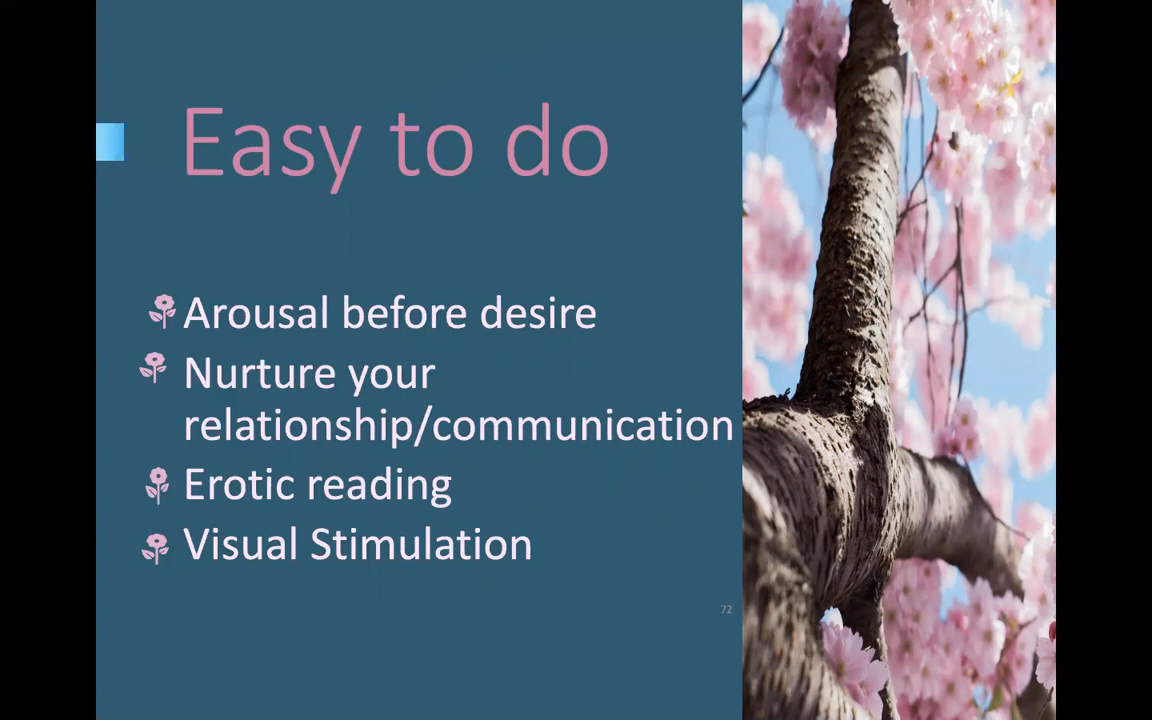 Easy to do
Arousal before desire
Nurture your
relationship/communication
Erotic reading
Visual Stimulation
72